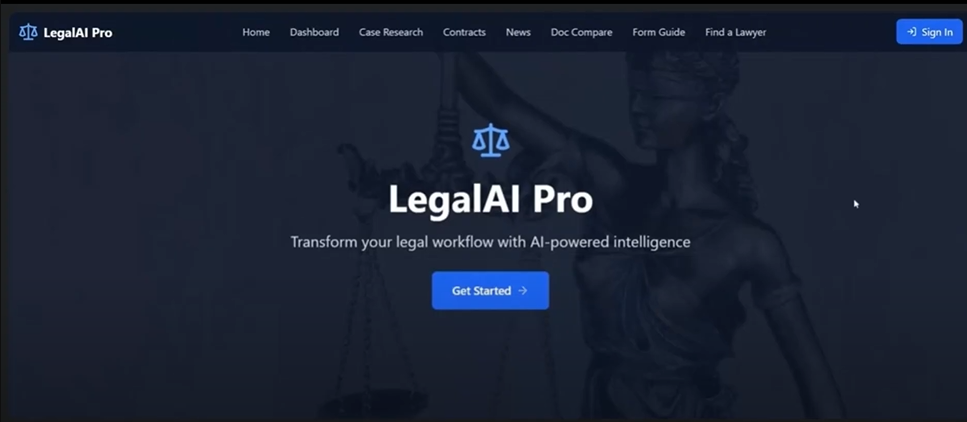 LegalAI Pro
Home Dashboard Case Research Contracts News Doc Compare Form Guide Find a Lawyer
Sign In
LegalAI Pro
Transform your legal workflow with AI-powered intelligence
Get Started